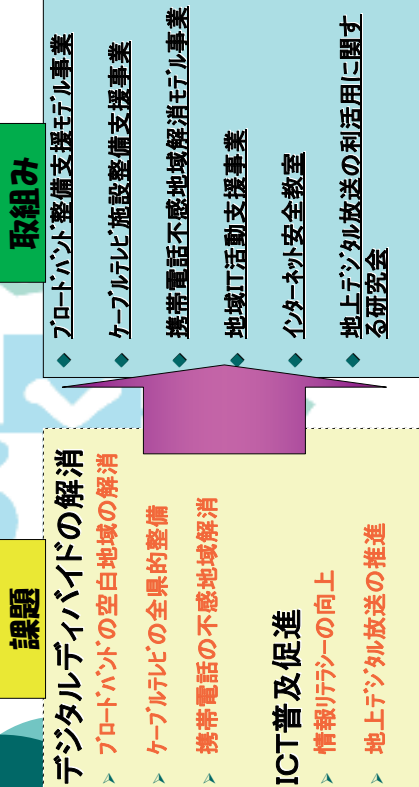 課題
デジタルディバイドの解消
ブロードバンドの空白地域の解消
ケーブルテレビの全県的整備
携帯電話の不感地域解消
ICT普及促進
情報リテラシーの向上
地上デジタル放送の推進
取組み
ブロードバンド整備支援モデル事業
ケーブルテレビ施設整備支援事業
携帯電話不感地域解消モデル事業
地域IT活動支援事業
インターネット安全教室
地上デジタル放送の利活用に関す
る研究会